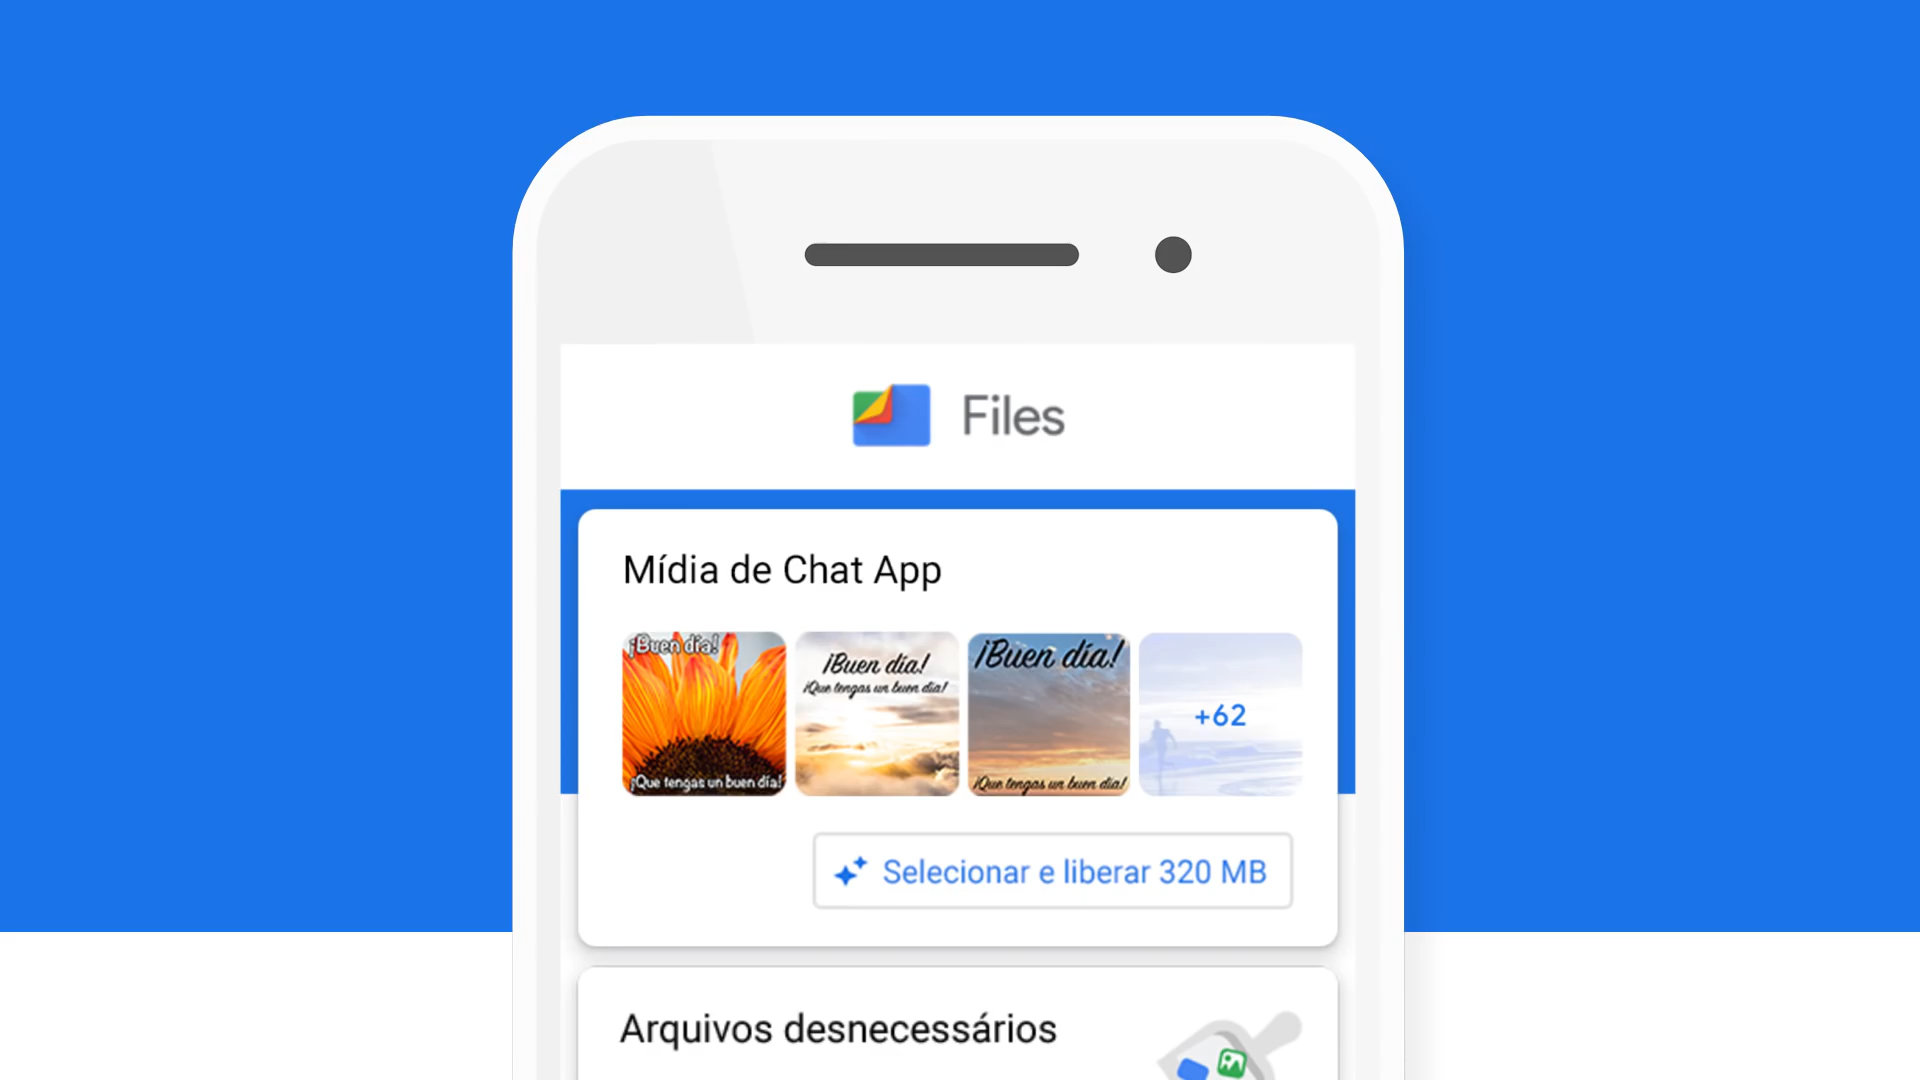 Files
Mídia de Chat App
¡Buen día!
¡Que tengas un buen día!
¡Buen día!
¡Que tengas un buen día!
¡Buen día!
¡Que tengas un buen día!
+62
Selecionar e liberar 320 MB
Arquivos desnecessários